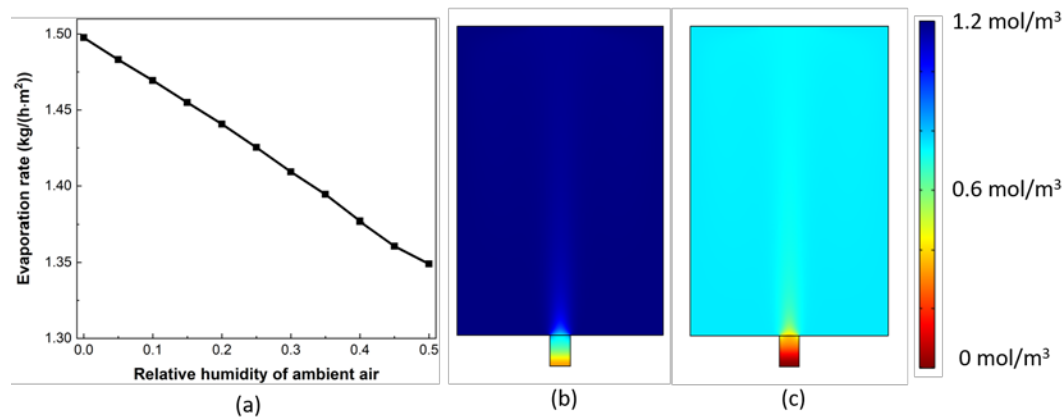 1.50
1.45
1.40
1.35
1.30
Evaporation rate (kg/(h·m²))
0.0 0.1 0.2 0.3 0.4 0.5
Relative humidity of ambient air
(a)
(b)
(c)
1.2 mol/m³
0.6 mol/m³
0 mol/m³